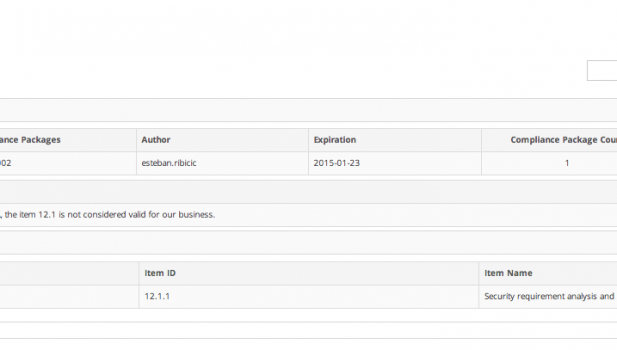 ance Packages Author Expiration Compliance Package Cou
002 esteban.ribicic 2015-01-23 1
, the item 12.1 is not considered valid for our business.
Item ID Item Name
12.1.1 Security requirement analysis and